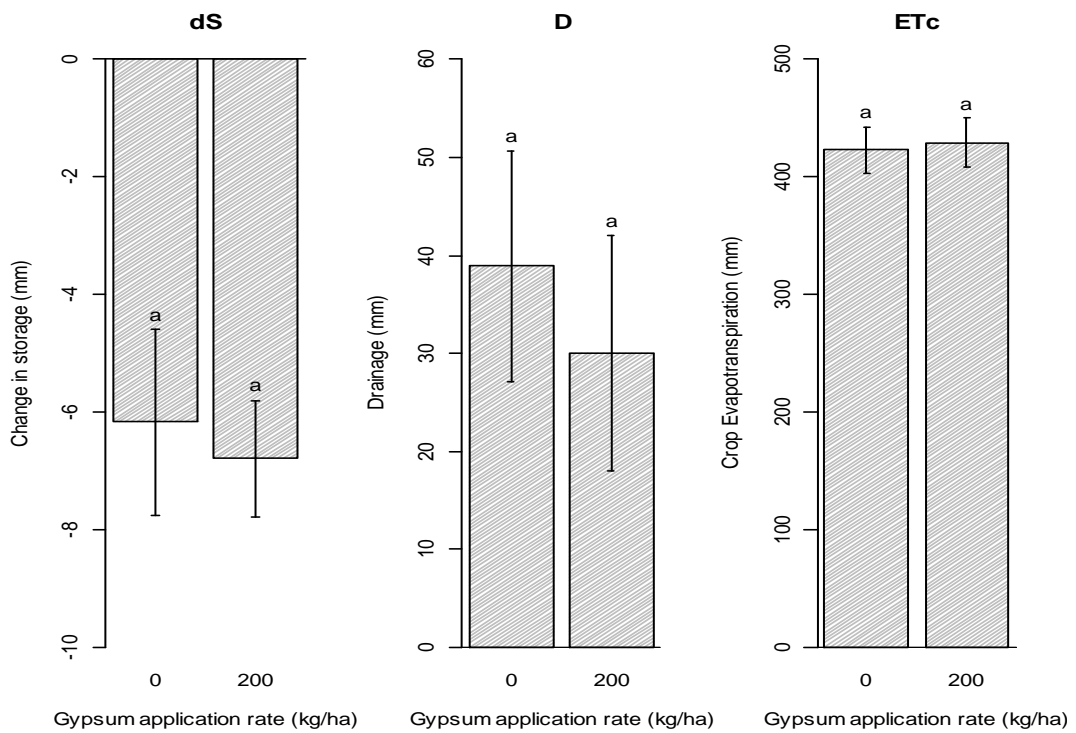 dS
0
-2
-4
-6
-8
-10
Change in storage (mm)
a
a
0
200
Gypsum application rate (kg/ha)
D
60
50
40
30
20
10
0
Drainage (mm)
a
a
0
200
Gypsum application rate (kg/ha)
ETc
500
400
300
200
100
0
Crop Evapotranspiration (mm)
a
a
0
200
Gypsum application rate (kg/ha)